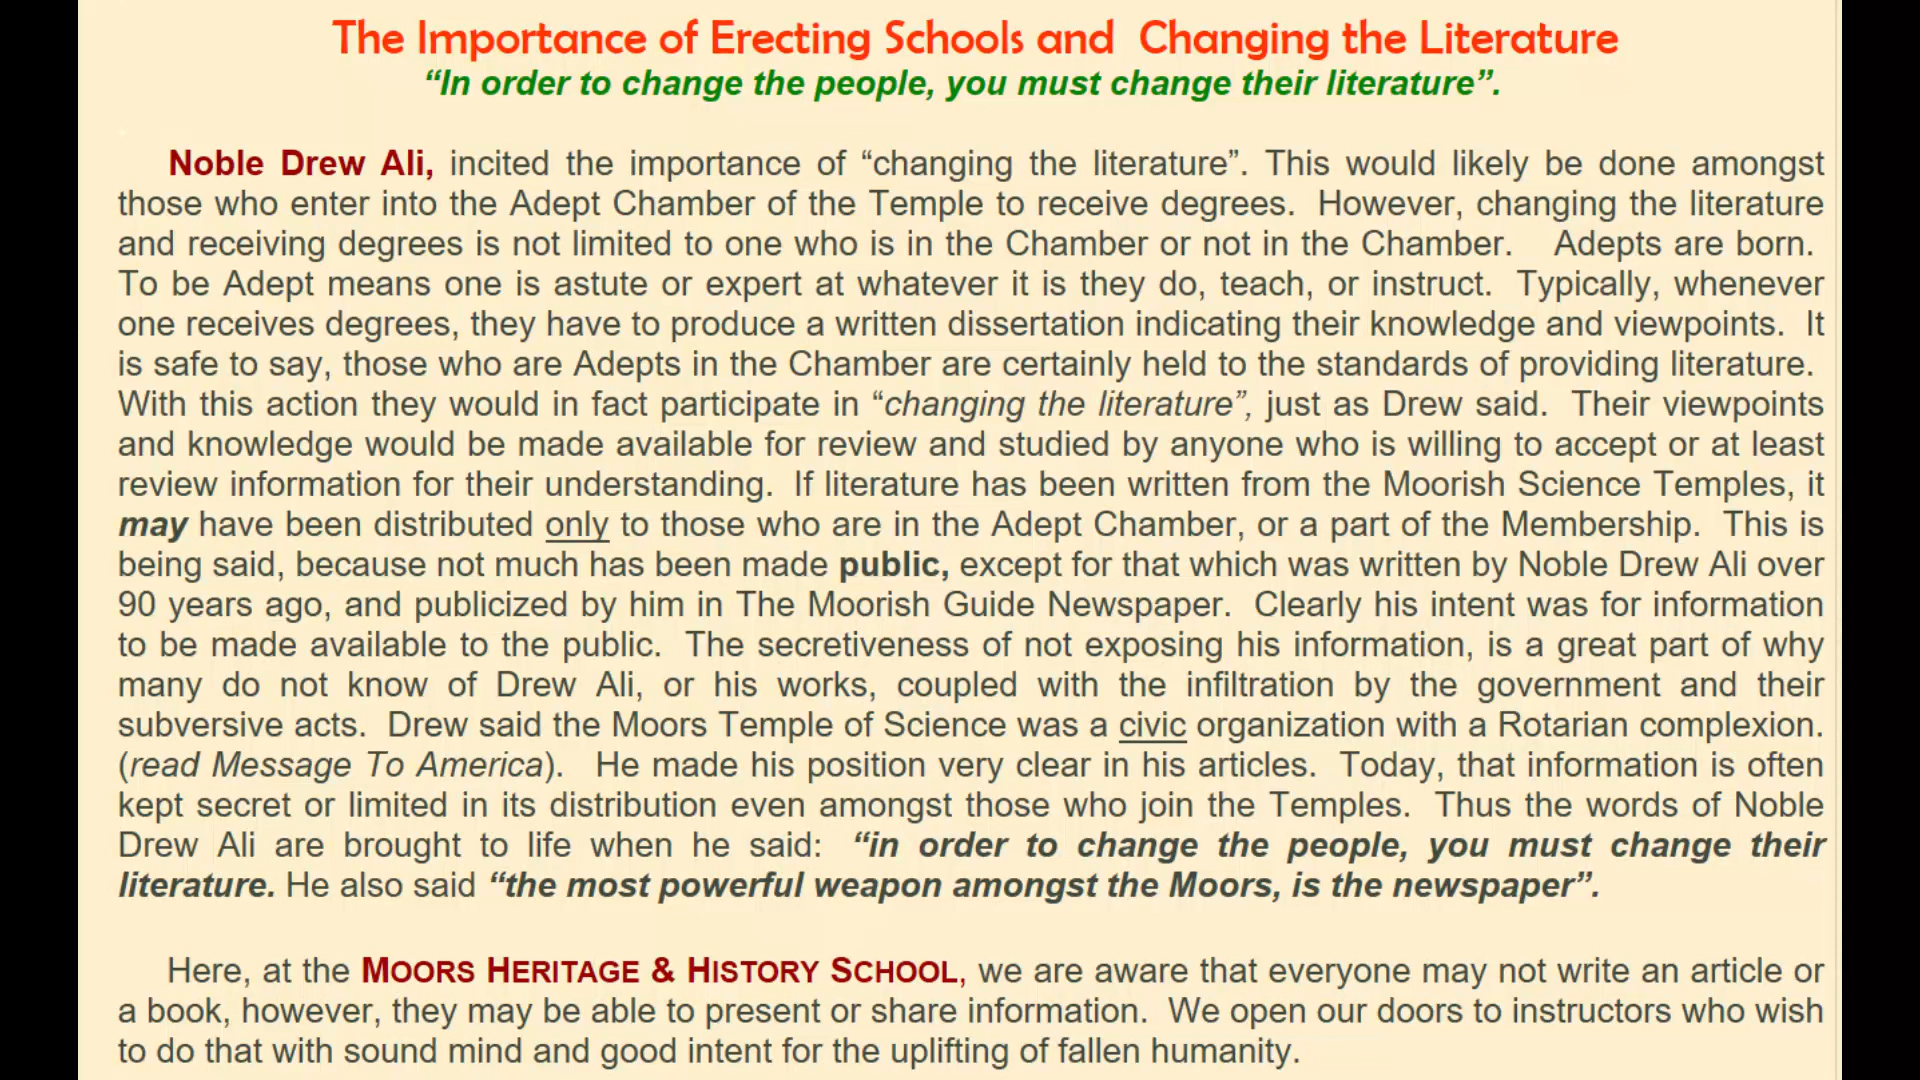 The Importance of Erecting Schools and Changing the Literature
“In order to change the people, you must change their literature”.
Noble Drew Ali, incited the importance of “changing the literature”. This would likely be done amongst
those who enter into the Adept Chamber of the Temple to receive degrees. However, changing the literature
and receiving degrees is not limited to one who is in the Chamber or not in the Chamber. Adepts are born.
To be Adept means one is astute or expert at whatever it is they do, teach, or instruct. Typically, whenever
one receives degrees, they have to produce a written dissertation indicating their knowledge and viewpoints. It
is safe to say, those who are Adepts in the Chamber are certainly held to the standards of providing literature.
With this action they would in fact participate in “changing the literature”, just as Drew said. Their viewpoints
and knowledge would be made available for review and studied by anyone who is willing to accept or at least
review information for their understanding. If literature has been written from the Moorish Science Temples, it
may have been distributed only to those who are in the Adept Chamber, or a part of the Membership. This is
being said, because not much has been made public, except for that which was written by Noble Drew Ali over
90 years ago, and publicized by him in The Moorish Guide Newspaper. Clearly his intent was for information
to be made available to the public. The secretiveness of not exposing his information, is a great part of why
many do not know of Drew Ali, or his works, coupled with the infiltration by the government and their
subversive acts. Drew said the Moors Temple of Science was a civic organization with a Rotarian complexion.
(read Message To America). He made his position very clear in his articles. Today, that information is often
kept secret or limited in its distribution even amongst those who join the Temples. Thus the words of Noble
Drew Ali are brought to life when he said: “in order to change the people, you must change their
literature. He also said “the most powerful weapon amongst the Moors, is the newspaper”.
Here, at the MOORS HERITAGE & HISTORY SCHOOL, we are aware that everyone may not write an article or
a book, however, they may be able to present or share information. We open our doors to instructors who wish
to do that with sound mind and good intent for the uplifting of fallen humanity.